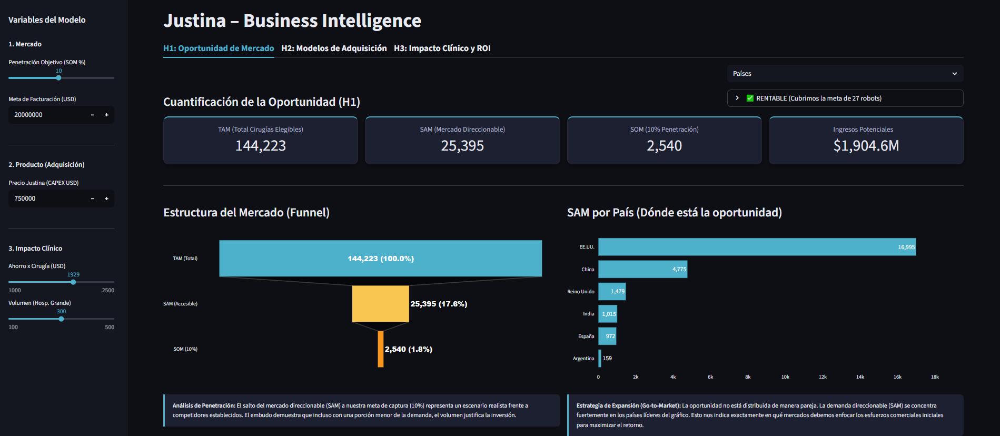 Variables del Modelo
1. Mercado
Penetración Objetivo (SOM %)
10
Meta de Facturación (USD)
20000000 − +
2. Producto (Adquisición)
Precio Justina (CAPEX USD)
750000 − +
3. Impacto Clínico
Ahorro x Cirugía (USD)
1929
1000 2500
Volumen (Hosp. Grande)
300
100 500
Justina – Business Intelligence
H1: Oportunidad de Mercado H2: Modelos de Adquisición H3: Impacto Clínico y ROI
Países
Cuantificación de la Oportunidad (H1)
✅ RENTABLE (Cubrimos la meta de 27 robots)
TAM (Total Cirugías Elegibles)
144,223
SAM (Mercado Direccionable)
25,395
SOM (10% Penetración)
2,540
Ingresos Potenciales
$1,904.6M
Estructura del Mercado (Funnel)
TAM (Total) 144,223 (100.0%)
SAM (Accesible) 25,395 (17.6%)
SOM (10%) 2,540 (1.8%)
Análisis de Penetración: El salto del mercado direccionable (SAM) a nuestra meta de captura (10%) representa un escenario realista frente a
competidores establecidos. El embudo demuestra que incluso con una porción menor de la demanda, el volumen justifica la inversión.
SAM por País (Dónde está la oportunidad)
EE.UU. 16,995
China 4,775
Reino Unido 1,479
India 1,015
España 972
Argentina 159
0 2k 4k 6k 8k 10k 12k 14k 16k 18k
Estrategia de Expansión (Go-to-Market): La oportunidad no está distribuida de manera pareja. La demanda direccionable (SAM) se concentra
fuertemente en los países líderes del gráfico. Esto nos indica exactamente en qué mercados debemos enfocar los esfuerzos comerciales iniciales
para maximizar el retorno.